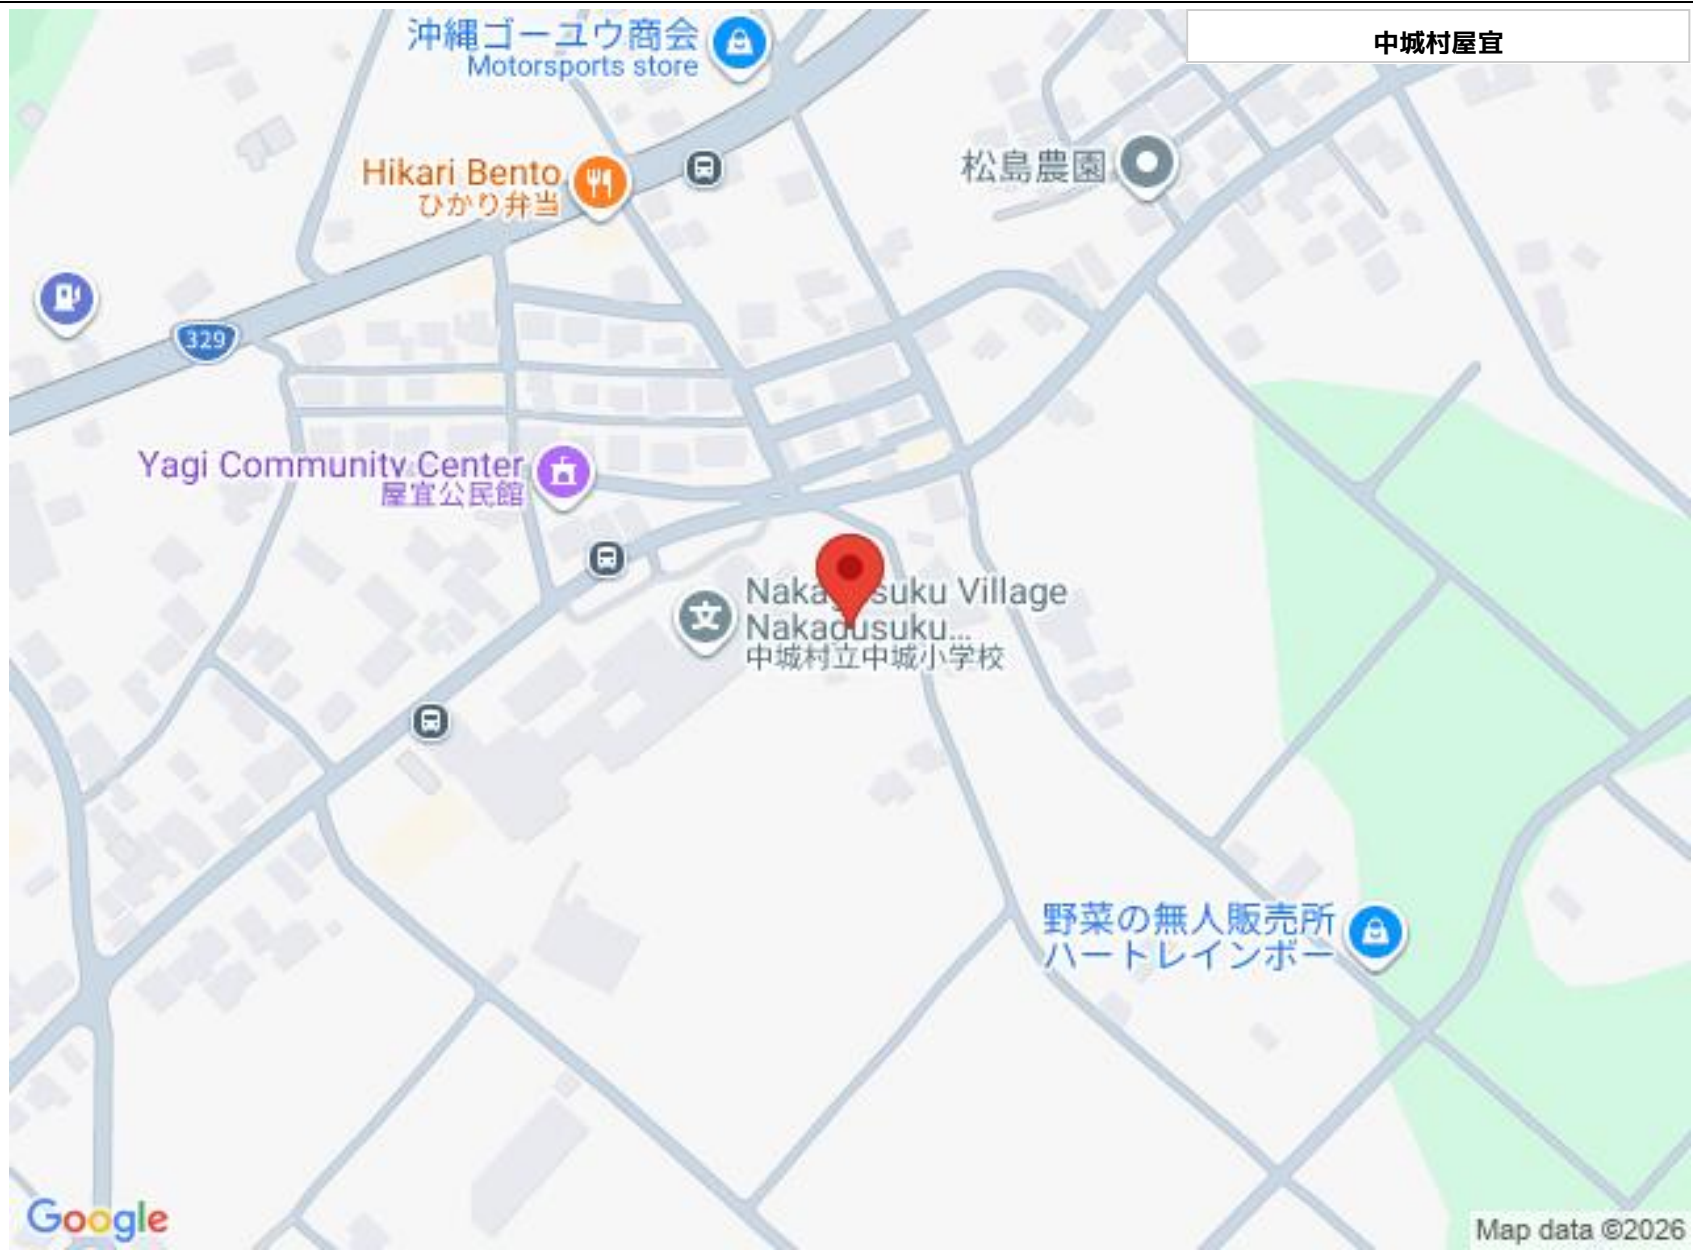 沖縄ゴーユウ商会
Motorsports store
中城村屋宜
Hikari Bento
ひかり弁当
松島農園
329
Yagi Community Center
屋宜公民館
文
Nakagusuku Village
Nakagusuku...
中城村立中城小学校
野菜の無人販売所
ハートレインボー
Google
Map data ©2026